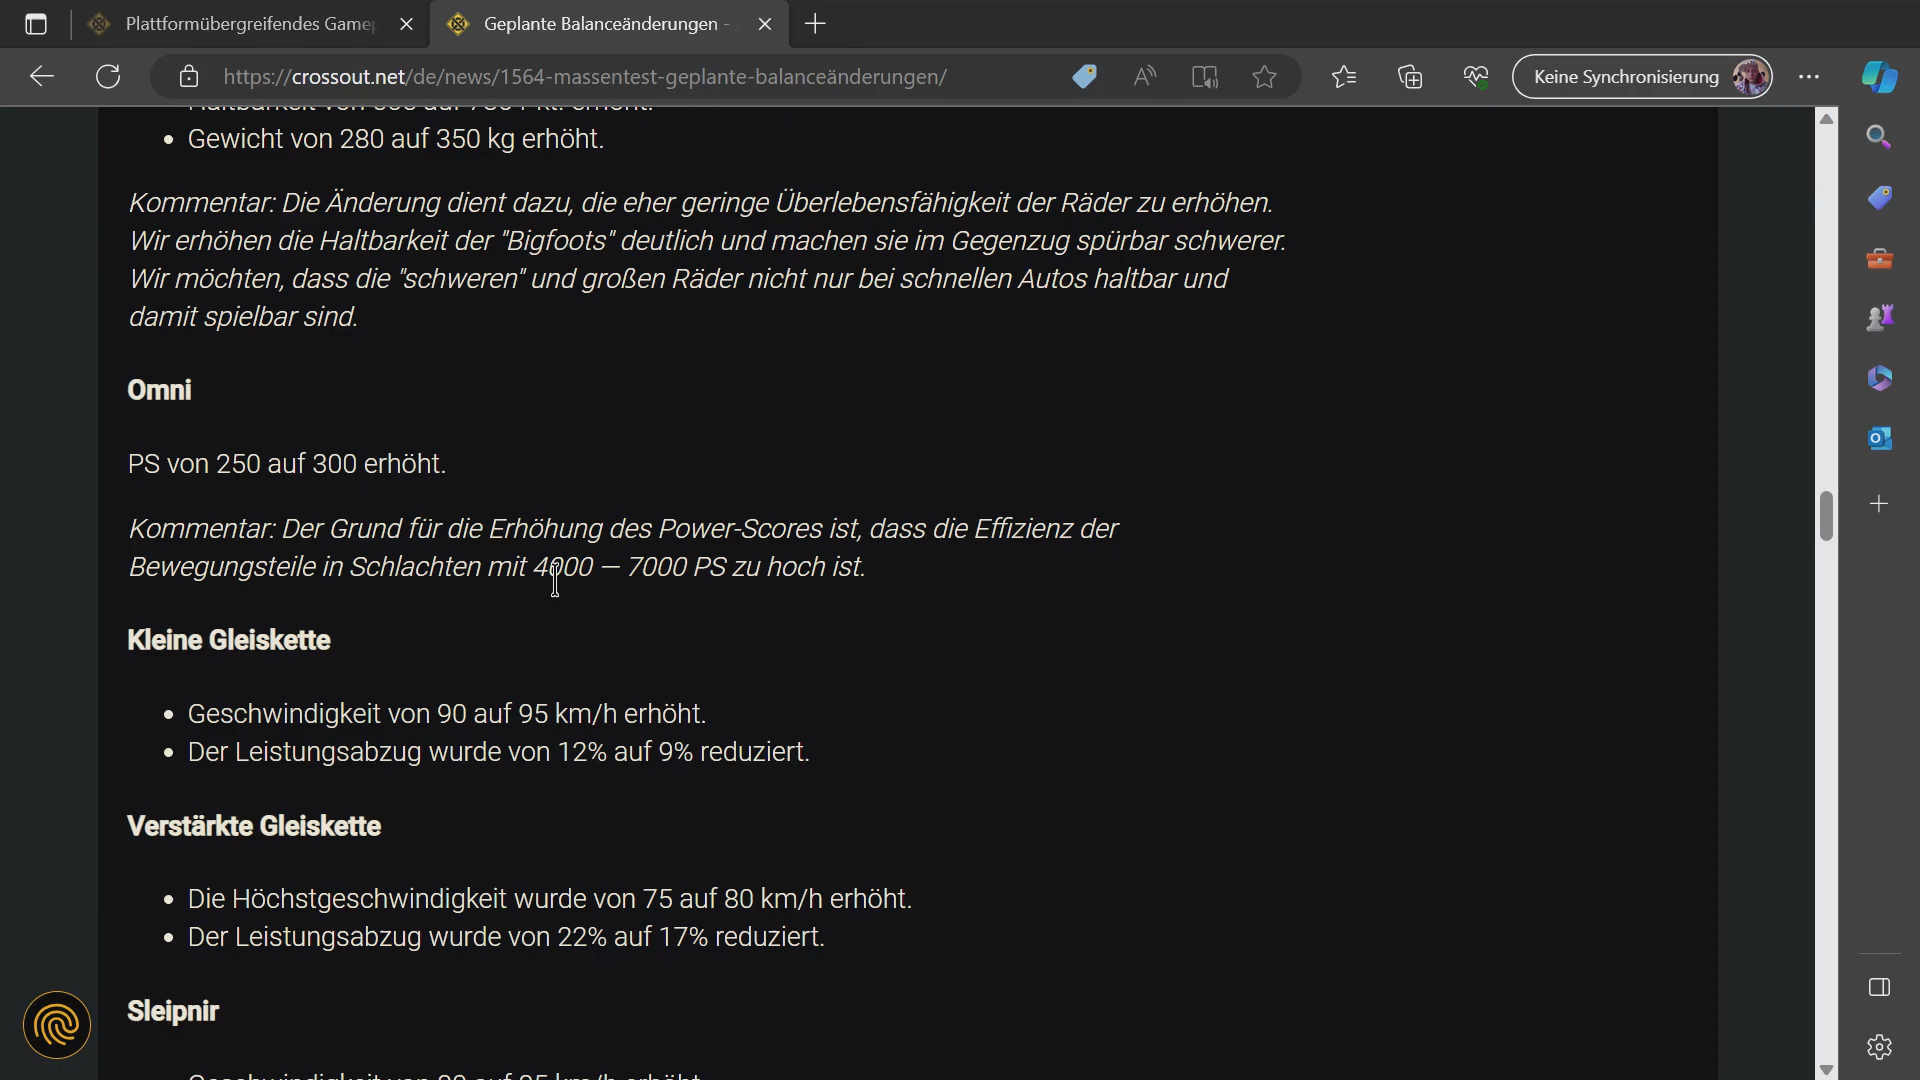 Plattformübergreifendes Game
Geplante Balanceänderungen -
https://crossout.net/de/news/1564-massentest-geplante-balanceänderungen/
Keine Synchronisierung
Gewicht von 280 auf 350 kg erhöht.
Kommentar: Die Änderung dient dazu, die eher geringe Überlebensfähigkeit der Räder zu erhöhen.
Wir erhöhen die Haltbarkeit der "Bigfoots" deutlich und machen sie im Gegenzug spürbar schwerer.
Wir möchten, dass die "schweren" und großen Räder nicht nur bei schnellen Autos haltbar und
damit spielbar sind.
Omni
PS von 250 auf 300 erhöht.
Kommentar: Der Grund für die Erhöhung des Power-Scores ist, dass die Effizienz der
Bewegungsteile in Schlachten mit 4000 — 7000 PS zu hoch ist.
Kleine Gleiskette
Geschwindigkeit von 90 auf 95 km/h erhöht.
Der Leistungsabzug wurde von 12% auf 9% reduziert.
Verstärkte Gleiskette
Die Höchstgeschwindigkeit wurde von 75 auf 80 km/h erhöht.
Der Leistungsabzug wurde von 22% auf 17% reduziert.
Sleipnir